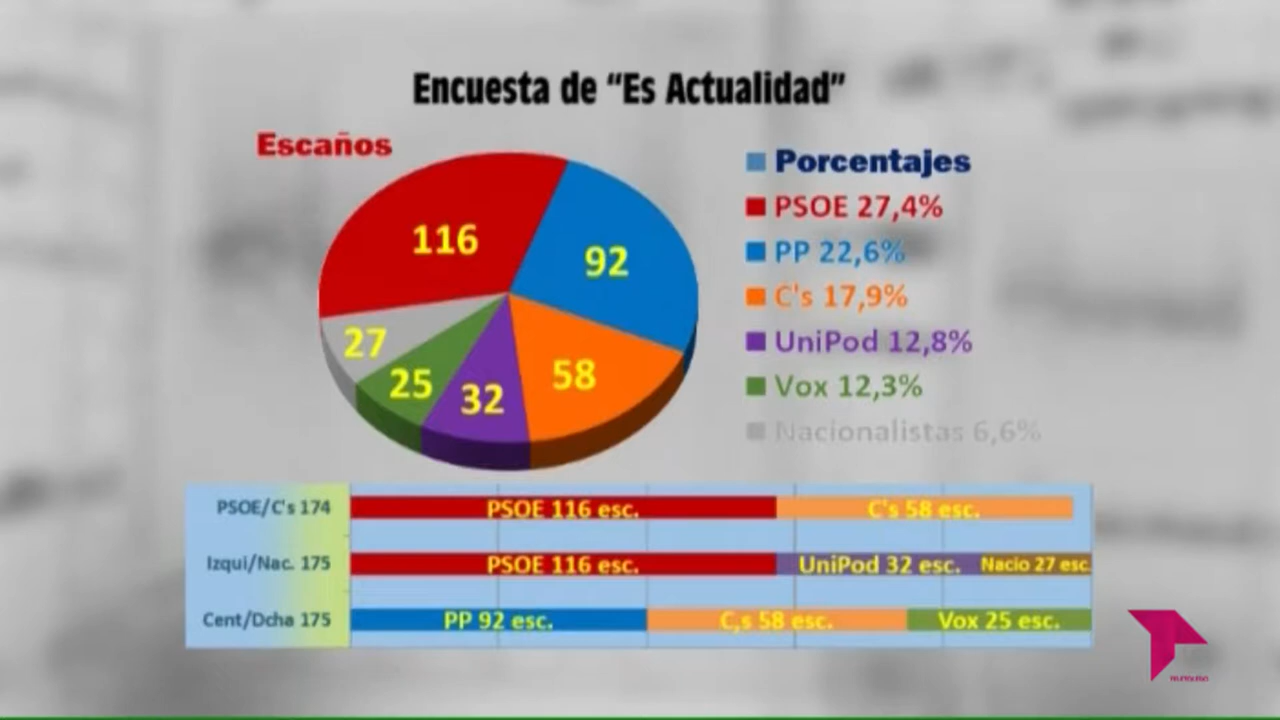 Encuesta de “Es Actualidad”
Escaños
116
92
27
25
32
58
Porcentajes
PSOE 27,4%
PP 22,6%
C's 17,9%
UniPod 12,8%
Vox 12,3%
Nacionalistas 6,6%
PSOE/C's 174 PSOE 116 esc. C's 58 esc.
Izqui/Nac. 175 PSOE 116 esc. UniPod 32 esc. Nacio 27 esc.
Cent/Dcha 175 PP 92 esc. C,s 58 esc. Vox 25 esc.